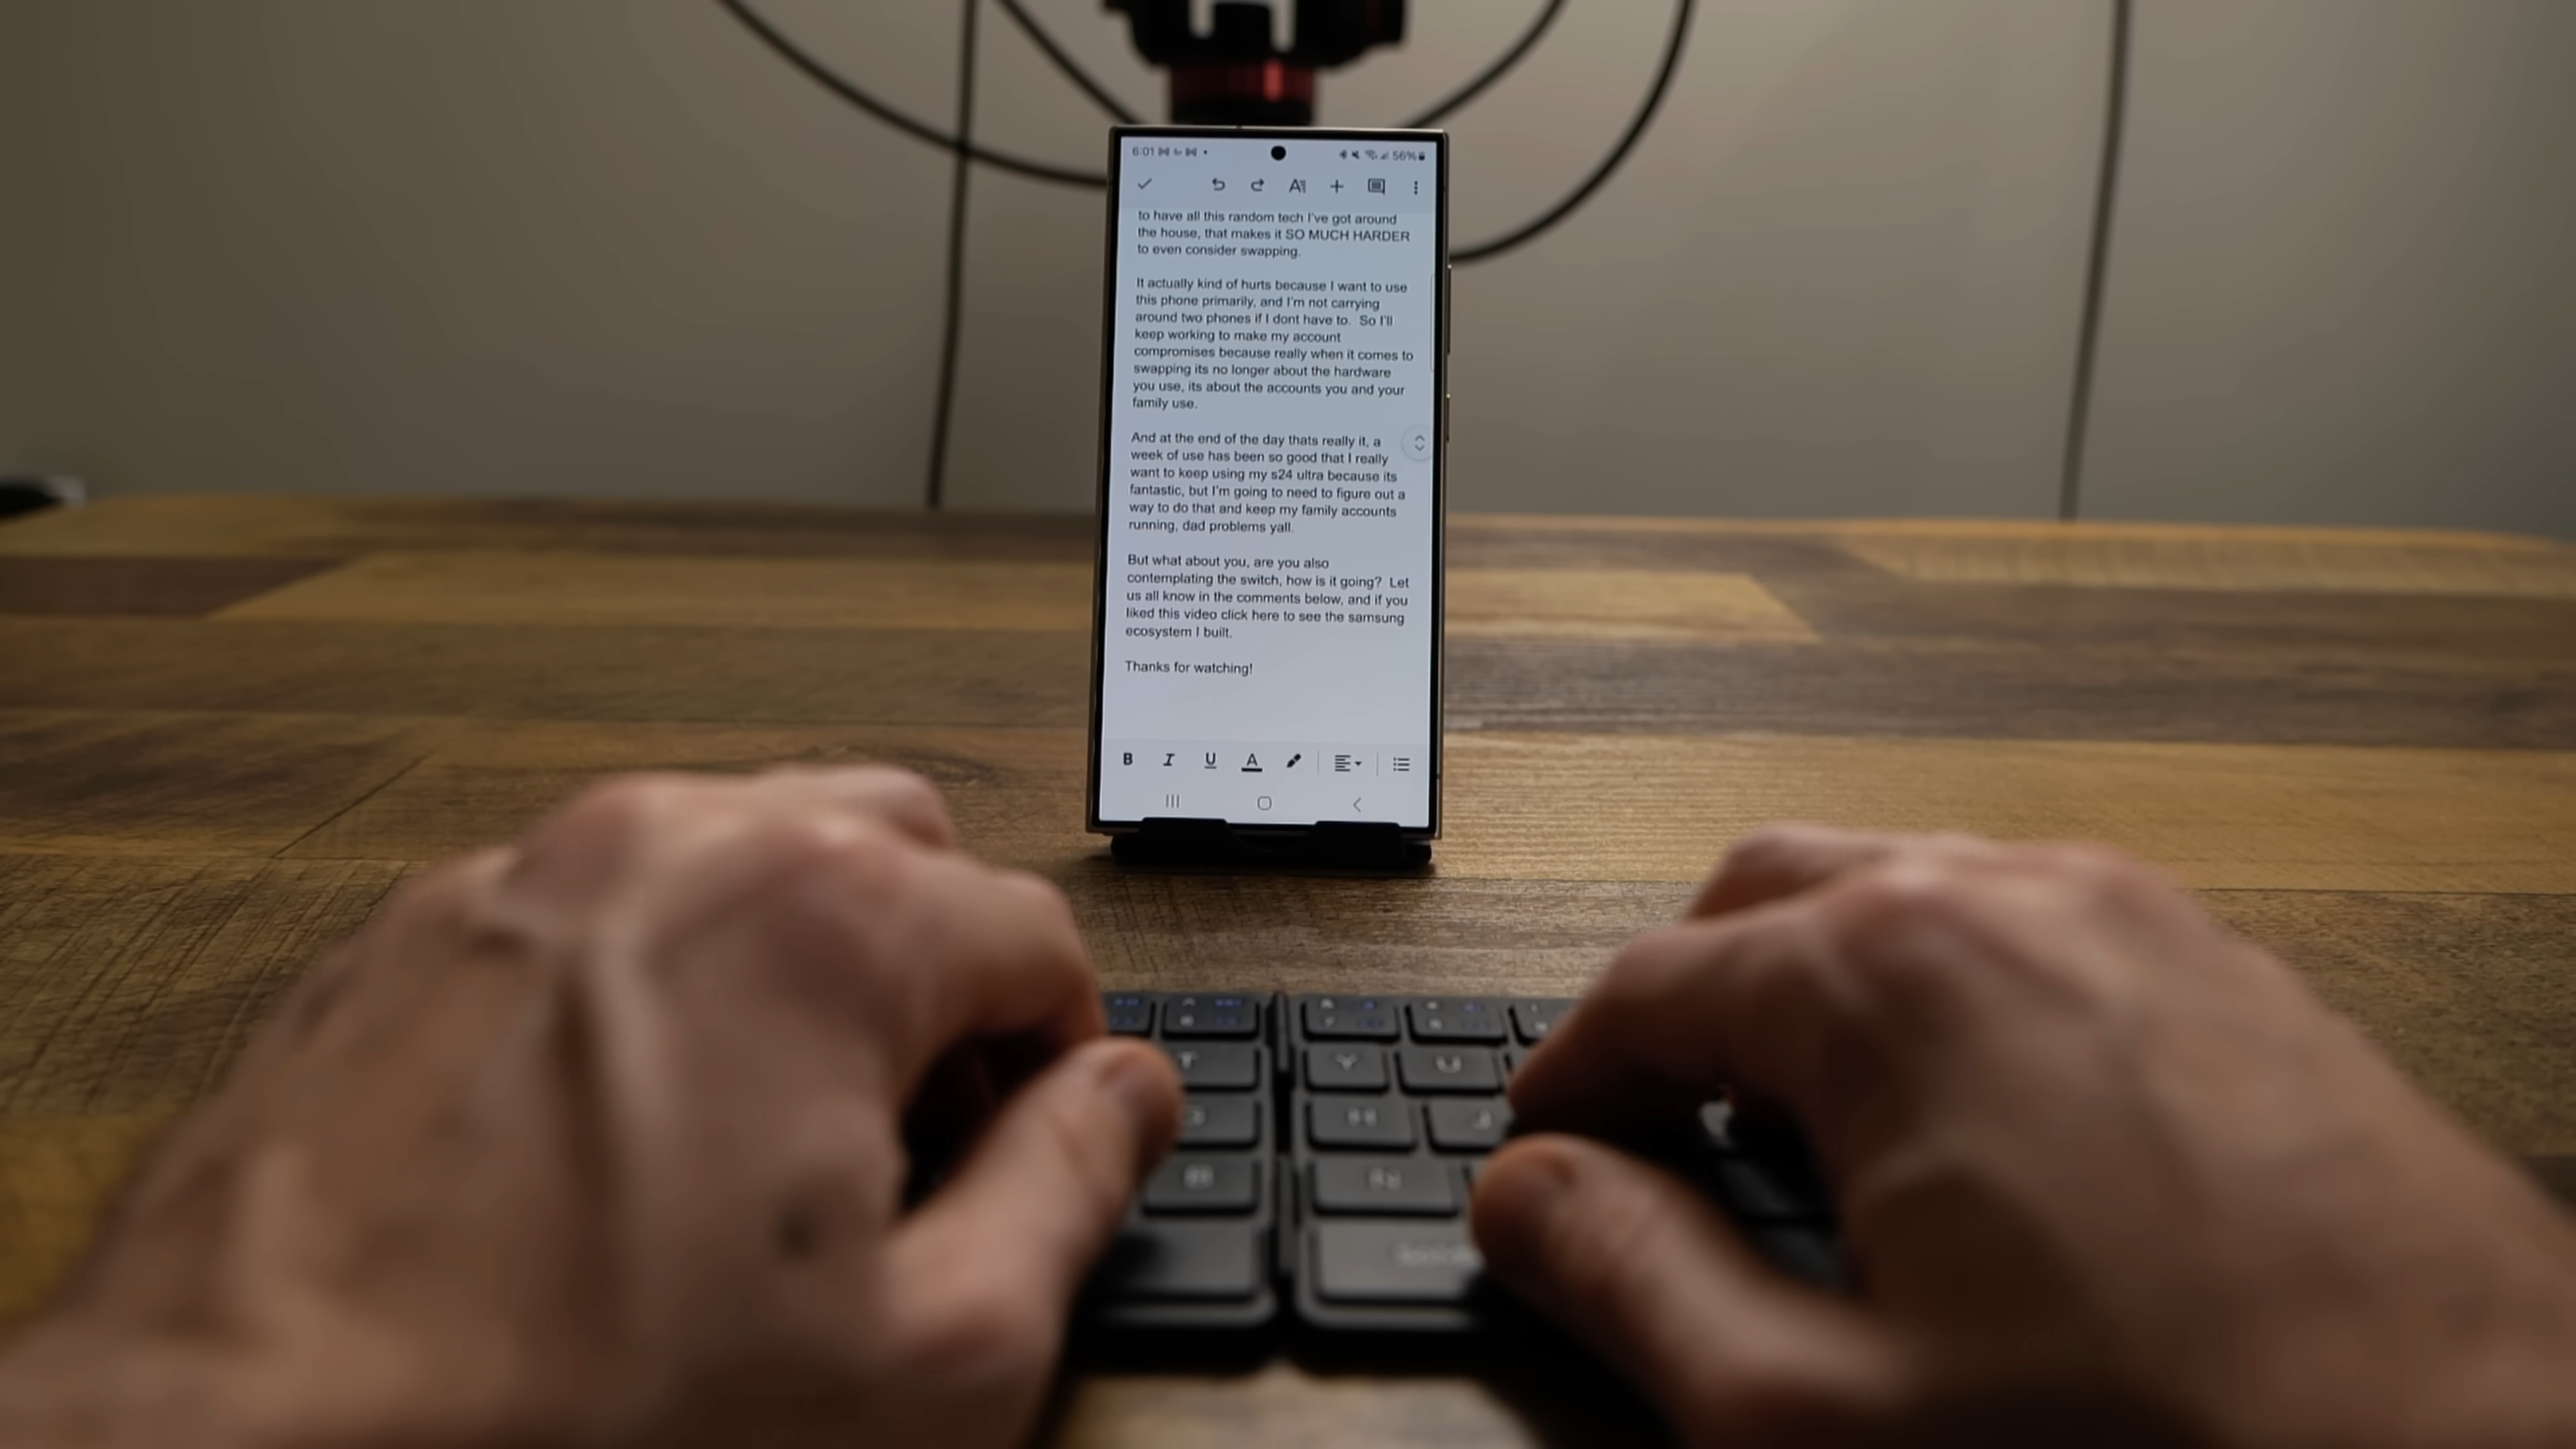 6:01
56%
to have all this random tech I've got around
the house, that makes it SO MUCH HARDER
to even consider swapping.
It actually kind of hurts because I want to use
this phone primarily, and I'm not carrying
around two phones if I dont have to.  So I'll
keep working to make my account
compromises because really when it comes to
swapping its no longer about the hardware
you use, its about the accounts you and your
family use.
And at the end of the day thats really it, a
week of use has been so good that I really
want to keep using my s24 ultra because its
fantastic, but I'm going to need to figure out a
way to do that and keep my family accounts
running, dad problems yall.
But what about you, are you also
contemplating the switch, how is it going?  Let
us all know in the comments below, and if you
liked this video click here to see the samsung
ecosystem I built.
Thanks for watching!
B I U A
T Y U
H J
B N